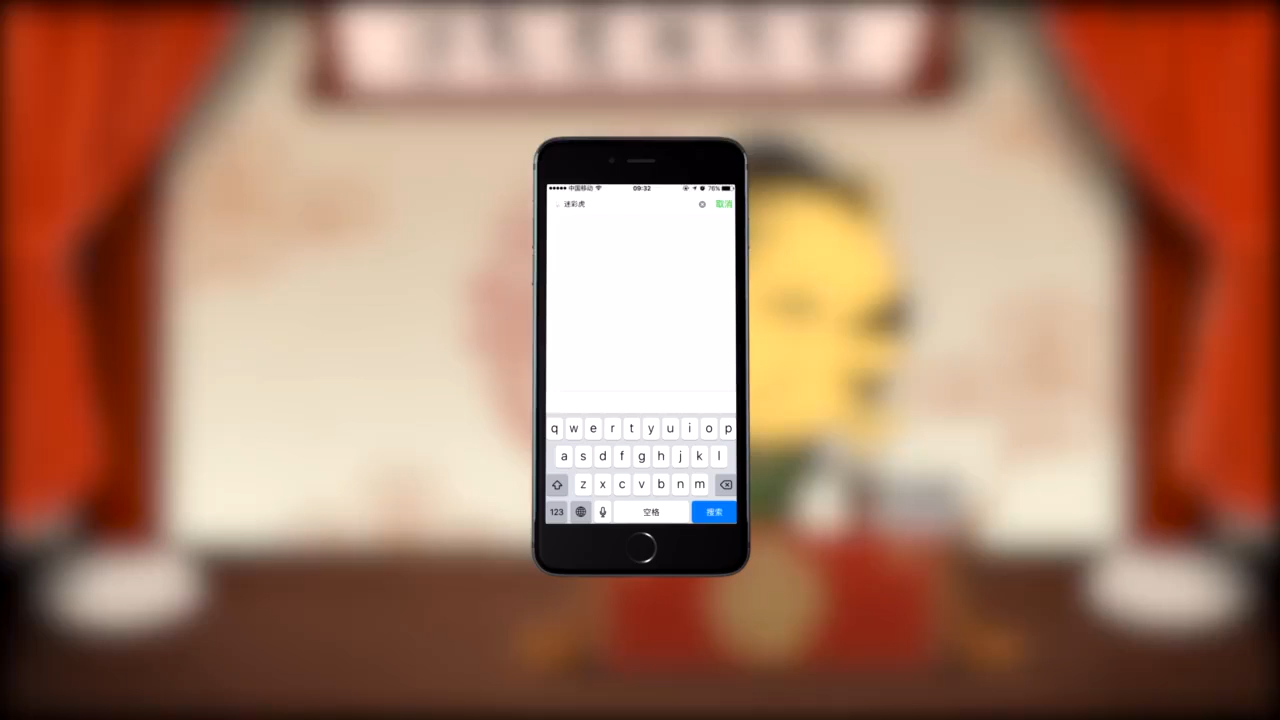 中国移动 09:32 76%
迷彩虎 取消
q w e r t y u i o p
a s d f g h j k l
z x c v b n m
123 空格 搜索